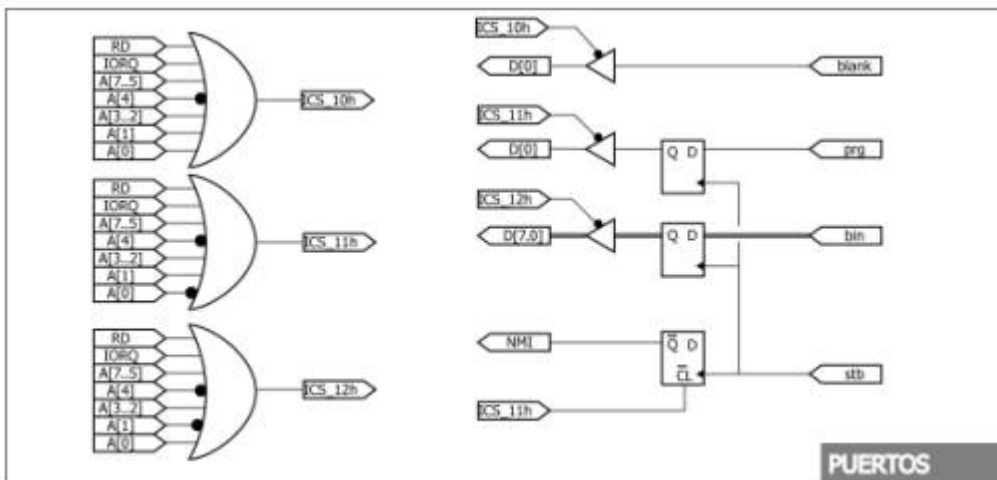 RD
IORQ
A[7..5]
A[4]
A[3..2]
A[1]
A[0]
ICS_10h
RD
IORQ
A[7..5]
A[4]
A[3..2]
A[1]
A[0]
ICS_11h
RD
IORQ
A[7..5]
A[4]
A[3..2]
A[1]
A[0]
ICS_12h
ICS_10h
D[0]
blank
ICS_11h
D[0]
Q D
prg
ICS_12h
D[7.0]
Q D
bin
NMI
Q D
CL
stb
ICS_11h
PUERTOS